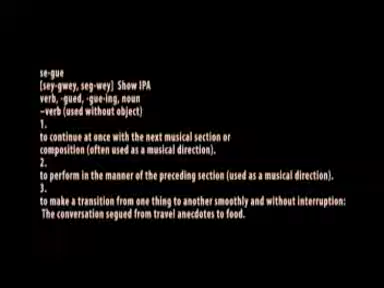 se-gue
[sey-gwey, seg-wey] Show IPA
verb, -gued, -gue-ing, noun
–verb (used without object)
1.
to continue at once with the next musical section or
composition (often used as a musical direction).
2.
to perform in the manner of the preceding section (used as a musical direction).
3.
to make a transition from one thing to another smoothly and without interruption:
The conversation segued from travel anecdotes to food.